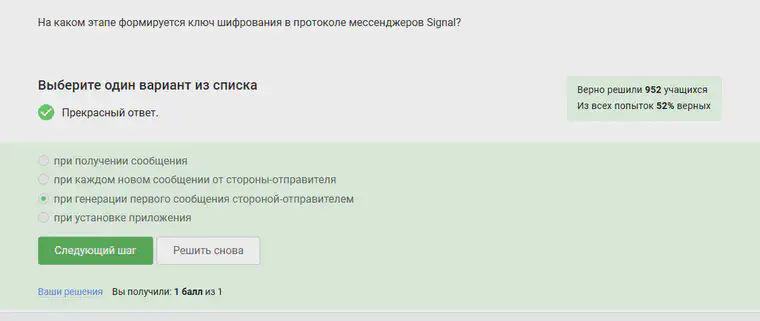 На каком этапе формируется ключ шифрования в протоколе мессенджеров Signal?
Выберите один вариант из списка
Прекрасный ответ.
Верно решили 952 учащихся
Из всех попыток 52% верных
при получении сообщения
при каждом новом сообщении от стороны-отправителя
при генерации первого сообщения стороной-отправителем
при установке приложения
Следующий шаг
Решить снова
Ваши решения Вы получили: 1 балл из 1